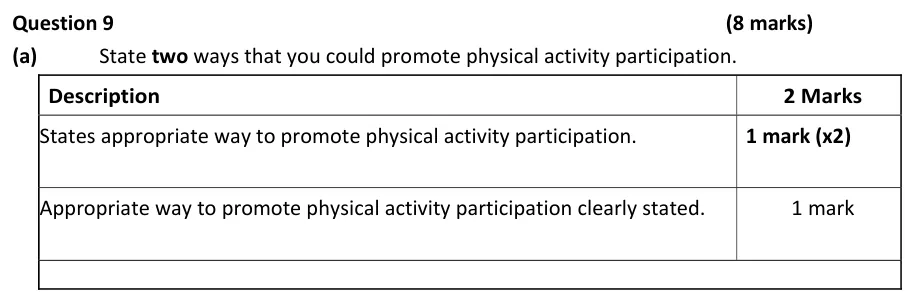 Question 9 (8 marks)
(a) State two ways that you could promote physical activity participation.
Description 2 Marks
States appropriate way to promote physical activity participation. 1 mark (x2)
Appropriate way to promote physical activity participation clearly stated. 1 mark